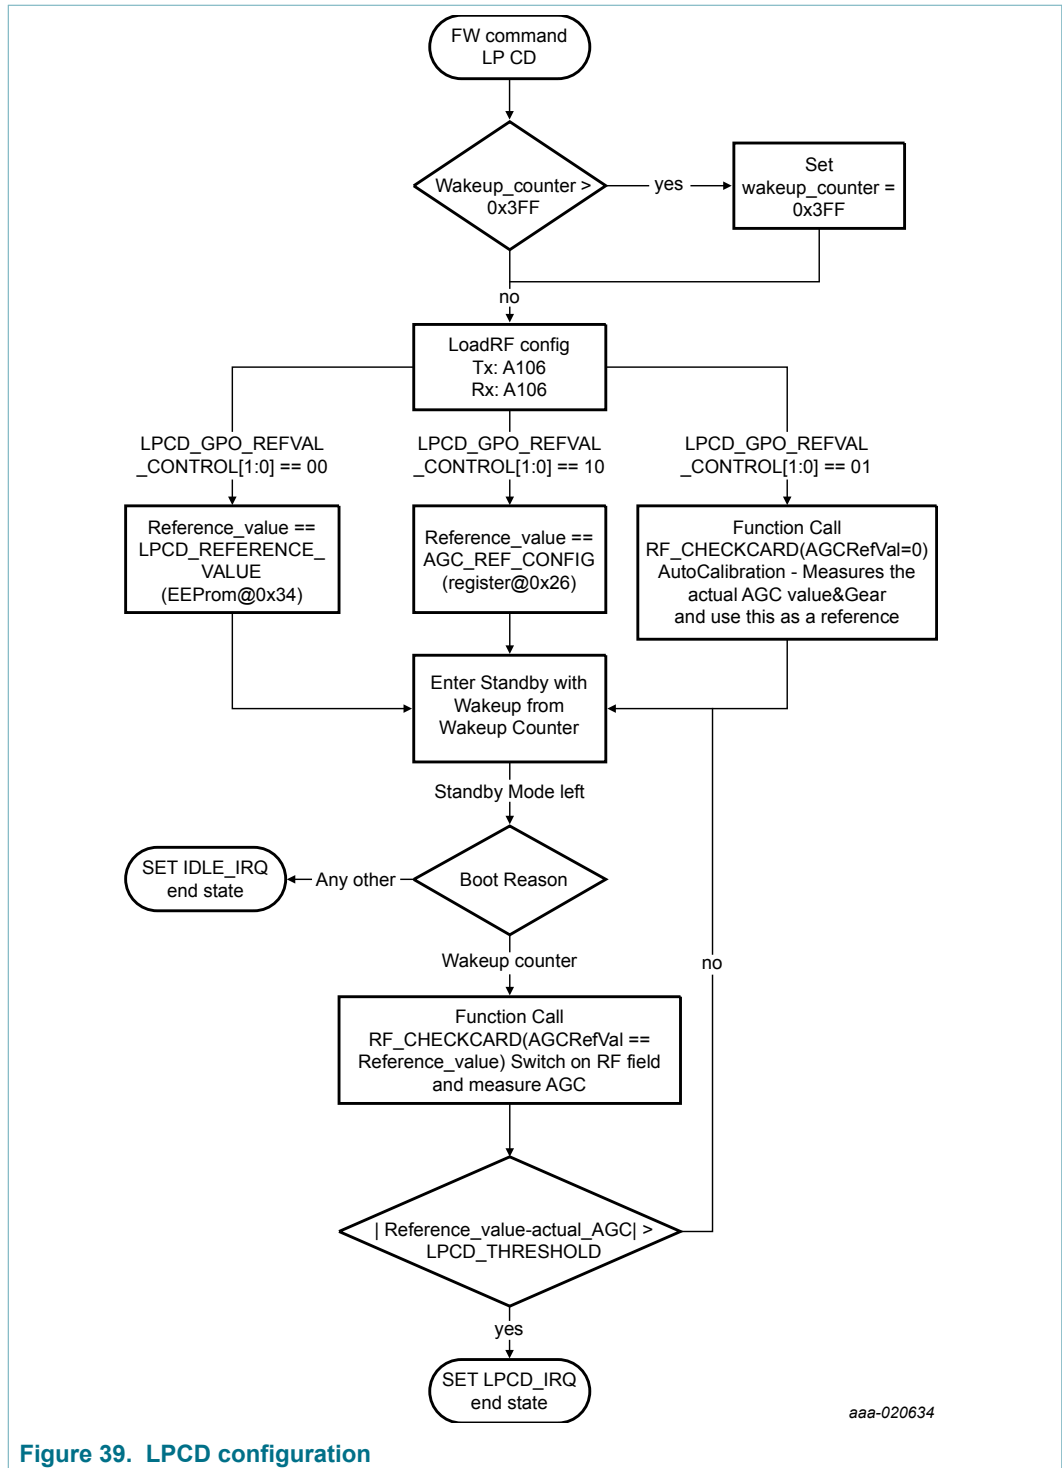 FW command
LP CD
Wakeup_counter >
0x3FF
yes
Set
wakeup_counter =
0x3FF
no
LoadRF config
Tx: A106
Rx: A106
LPCD_GPO_REFVAL
_CONTROL[1:0] == 00
LPCD_GPO_REFVAL
_CONTROL[1:0] == 10
LPCD_GPO_REFVAL
_CONTROL[1:0] == 01
Reference_value ==
LPCD_REFERENCE_
VALUE
(EEProm@0x34)
Reference_value ==
AGC_REF_CONFIG
(register@0x26)
Function Call
RF_CHECKCARD(AGCRefVal=0)
AutoCalibration - Measures the
actual AGC value&Gear
and use this as a reference
Enter Standby with
Wakeup from
Wakeup Counter
Standby Mode left
SET IDLE_IRQ
end state
Any other
Boot Reason
Wakeup counter
no
Function Call
RF_CHECKCARD(AGCRefVal ==
Reference_value) Switch on RF field
and measure AGC
| Reference_value-actual_AGC| >
LPCD_THRESHOLD
yes
SET LPCD_IRQ
end state
aaa-020634
Figure 39. LPCD configuration